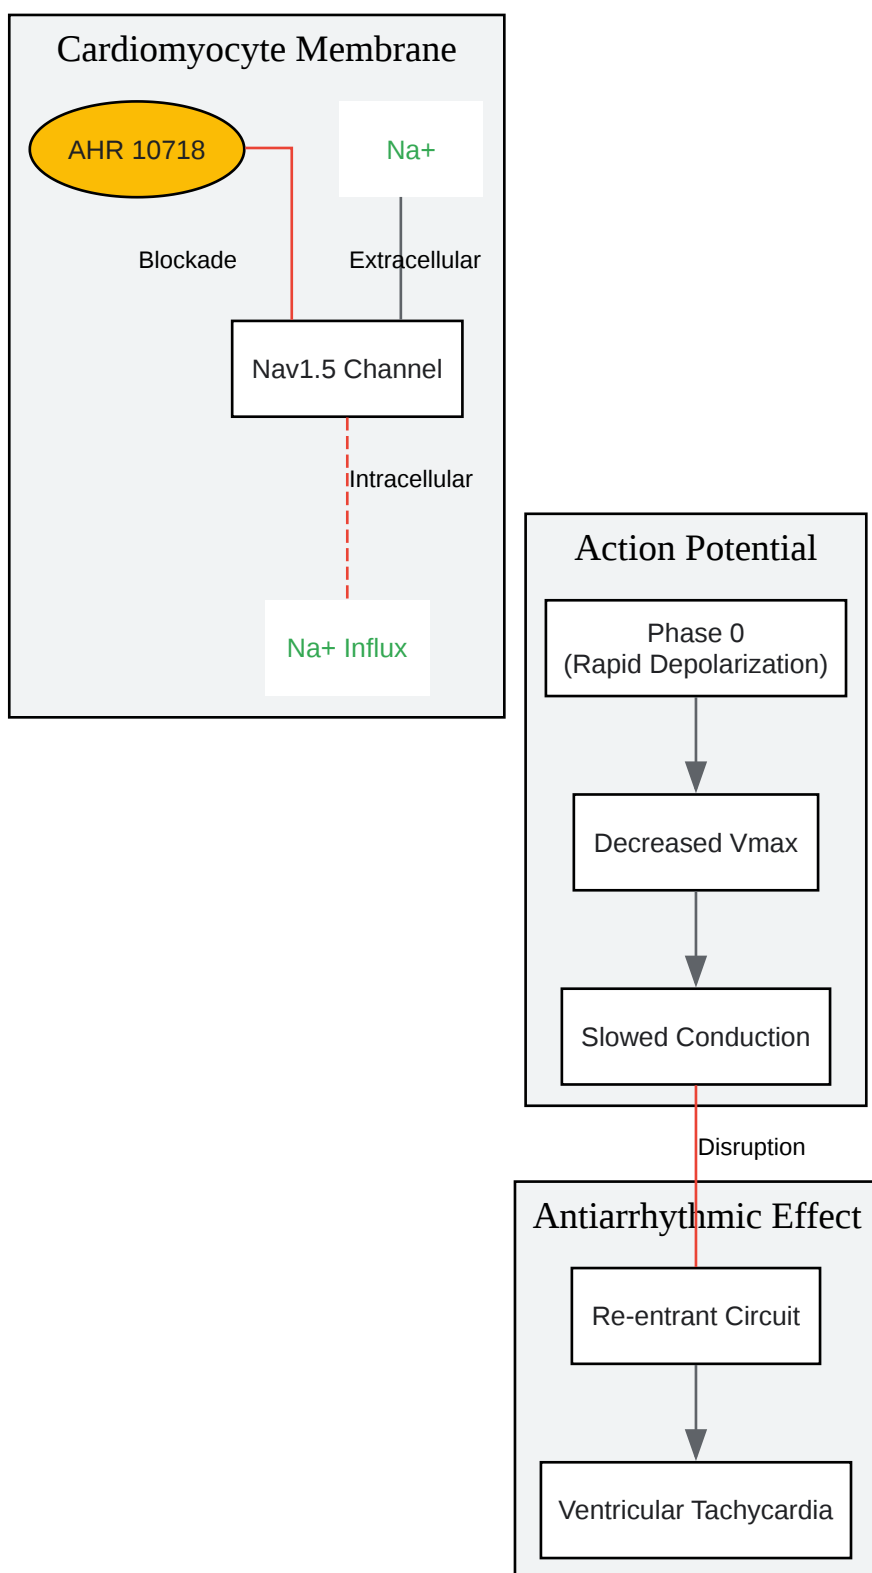 Cardiomyocyte Membrane
AHR 10718
Na+
Blockade
Extracellular
Nav1.5 Channel
Intracellular
Na+ Influx
Action Potential
Phase 0
(Rapid Depolarization)
Decreased Vmax
Slowed Conduction
Disruption
Antiarrhythmic Effect
Re-entrant Circuit
Ventricular Tachycardia